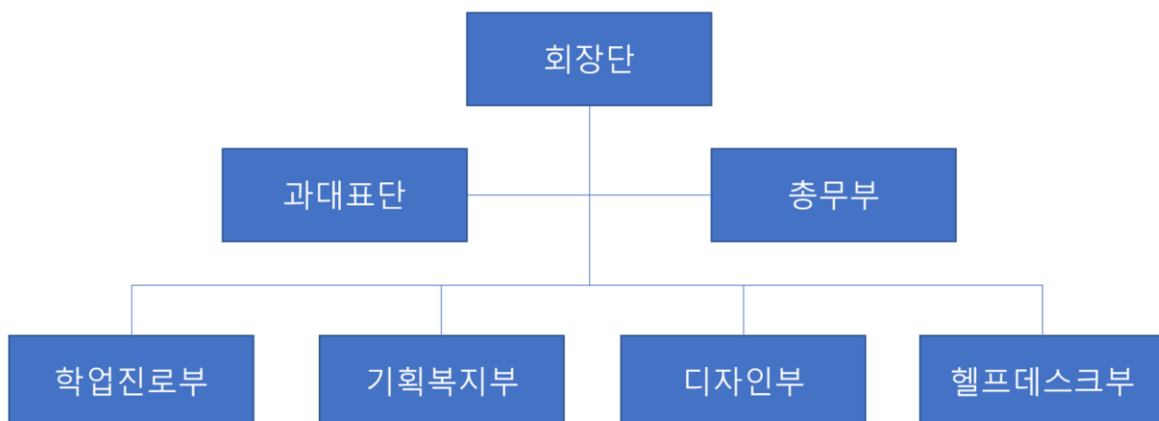 회장단
과대표단
총무부
학업진로부
기획복지부
디자인부
헬프데스크부